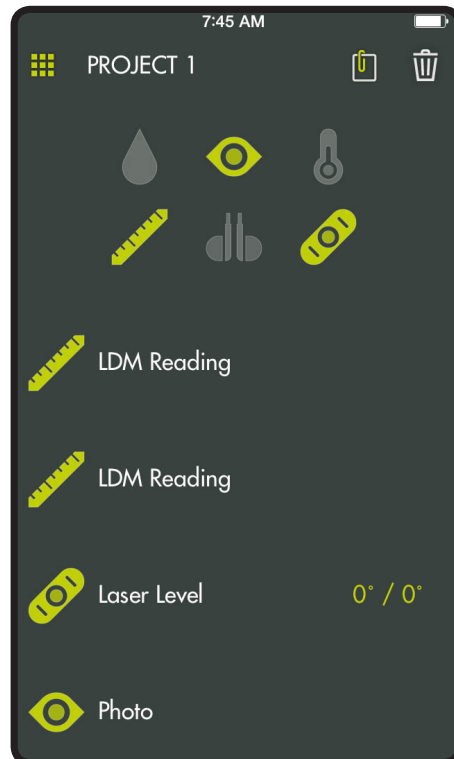 7:45 AM
PROJECT 1
LDM Reading
LDM Reading
Laser Level 0° / 0°
Photo